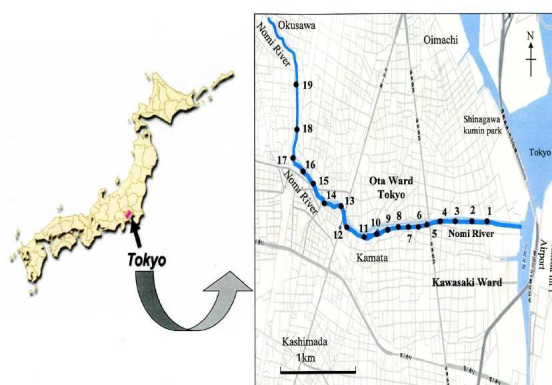 Tokyo
Okusawa
Nomi River
Oimachi
N
19
Shinagawa
kumin park
18
Tokyo
17
16
15
Nomi River
14
13
Ota Ward
Tokyo
12
11
10
9
8
7
6
5
4
3
2
1
Nomi River
Kamata
Kawasaki Ward
Airport
Kashimada
1km